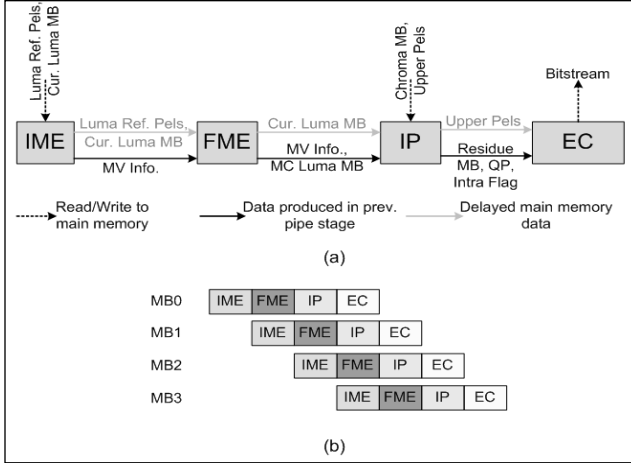 Luma Ref. Pels,
Cur. Luma MB
Chroma MB,
Upper Pels
Bitstream
IME
Luma Ref. Pels,
Cur. Luma MB
MV Info.
FME
Cur. Luma MB
MV Info.,
MC Luma MB
IP
Upper Pels
Residue
MB, QP,
Intra Flag
EC
Read/Write to
main memory
Data produced in prev.
pipe stage
Delayed main memory
data
(a)
MB0 IME FME IP EC
MB1 IME FME IP EC
MB2 IME FME IP EC
MB3 IME FME IP EC
(b)